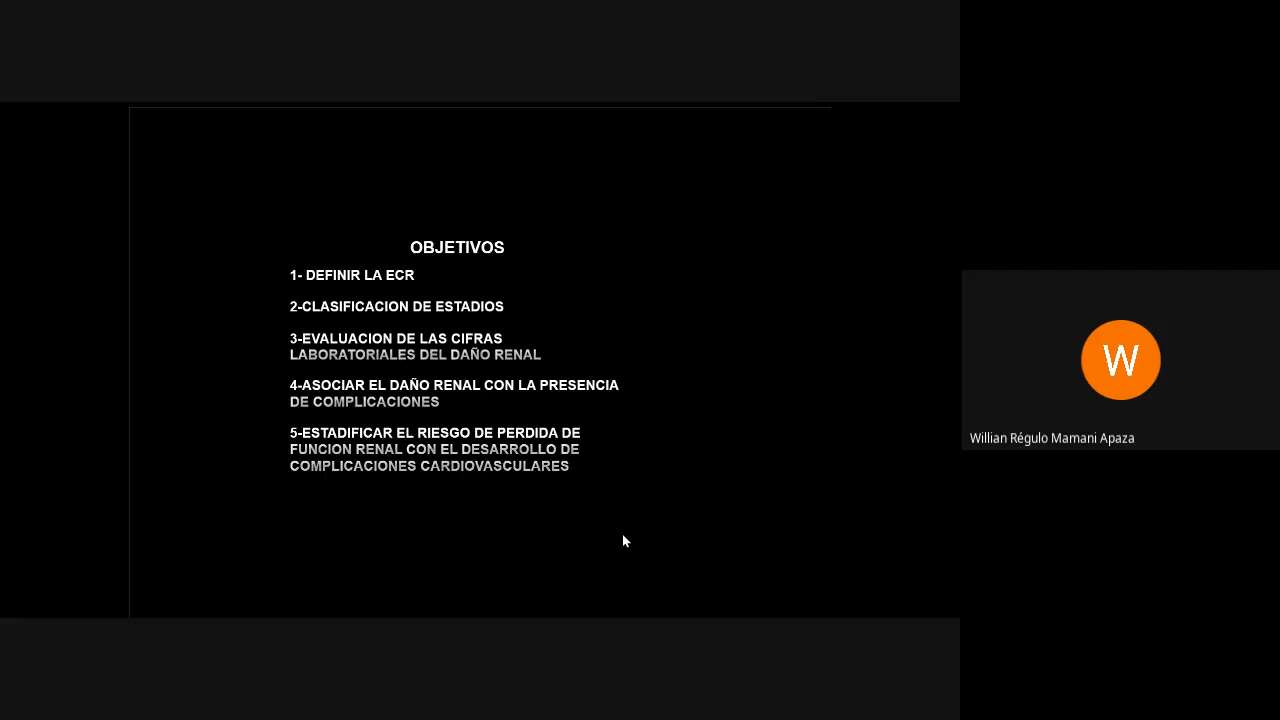 OBJETIVOS
1- DEFINIR LA ECR
2-CLASIFICACION DE ESTADIOS
3-EVALUACION DE LAS CIFRAS
LABORATORIALES DEL DAÑO RENAL
4-ASOCIAR EL DAÑO RENAL CON LA PRESENCIA
DE COMPLICACIONES
5-ESTADIFICAR EL RIESGO DE PERDIDA DE
FUNCION RENAL CON EL DESARROLLO DE
COMPLICACIONES CARDIOVASCULARES
W
Willian Régulo Mamani Apaza